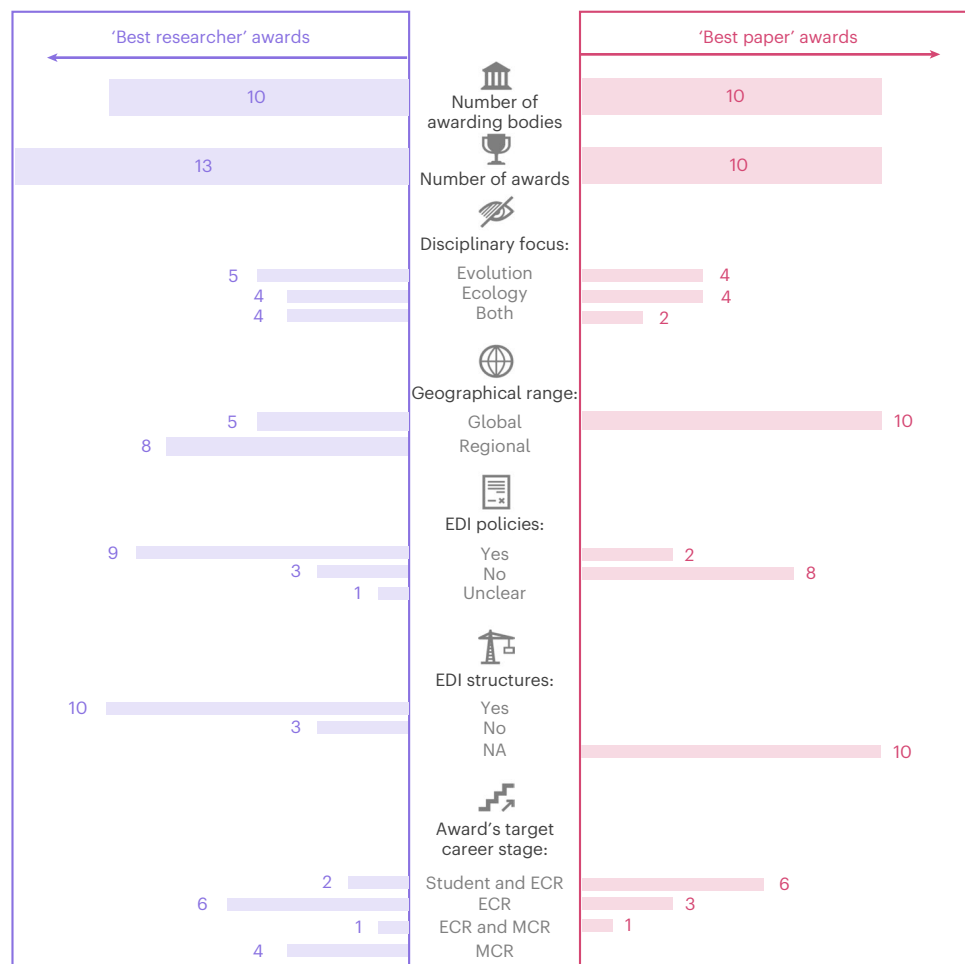 ‘Best researcher’ awards
‘Best paper’ awards
10
Number of
awarding bodies
10
13
Number of awards
10
Disciplinary focus:
5 Evolution 4
4 Ecology 4
4 Both 2
Geographical range:
5 Global 10
8 Regional
EDI policies:
9 Yes 2
3 No 8
1 Unclear
EDI structures:
10 Yes
3 No
NA 10
Award’s target
career stage:
2 Student and ECR 6
6 ECR 3
1 ECR and MCR 1
4 MCR